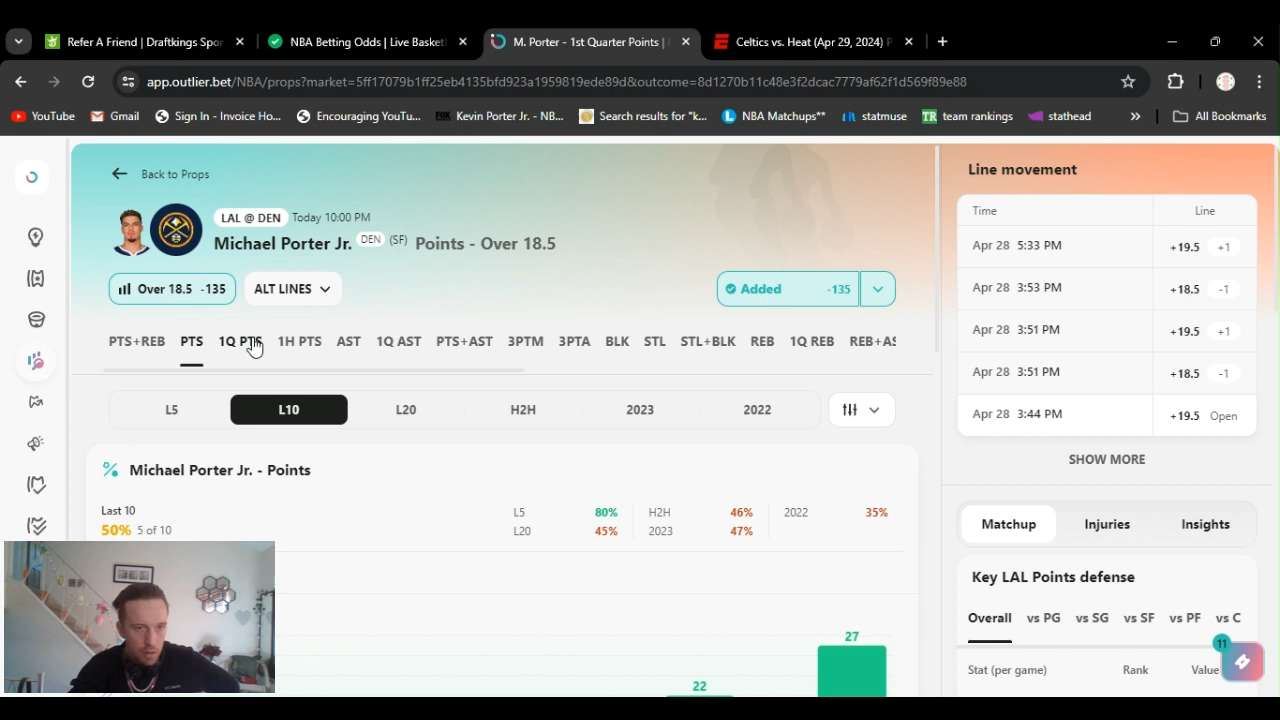 Refer A Friend | Draftkings Spor
NBA Betting Odds | Live Basketl
M. Porter - 1st Quarter Points |
Celtics vs. Heat (Apr 29, 2024) P
app.outlier.bet/NBA/props?market=5ff17079b1ff25eb4135bfd923a1959819ede89d&outcome=8d1270b11c48e3f2dcac7779af62f1d569f89e88
YouTube
Gmail
Sign In - Invoice Ho...
Encouraging YouTu...
Kevin Porter Jr. - NB...
Search results for "k...
NBA Matchups**
statmuse
TR team rankings
stathead
All Bookmarks
Back to Props
LAL @ DEN Today 10:00 PM
Michael Porter Jr. DEN (SF) Points - Over 18.5
Over 18.5 -135
ALT LINES
Added -135
PTS+REB PTS 1Q PTS 1H PTS AST 1Q AST PTS+AST 3PTM 3PTA BLK STL STL+BLK REB 1Q REB REB+AS
L5 L10 L20 H2H 2023 2022
Michael Porter Jr. - Points
Last 10
50% 5 of 10
L5 80% H2H 46% 2022 35%
L20 45% 2023 47%
27
22
Line movement
Time Line
Apr 28 5:33 PM +19.5 +1
Apr 28 3:53 PM +18.5 -1
Apr 28 3:51 PM +19.5 +1
Apr 28 3:51 PM +18.5 -1
Apr 28 3:44 PM +19.5 Open
SHOW MORE
Matchup Injuries Insights
Key LAL Points defense
Overall vs PG vs SG vs SF vs PF vs C
11
Stat (per game) Rank Value